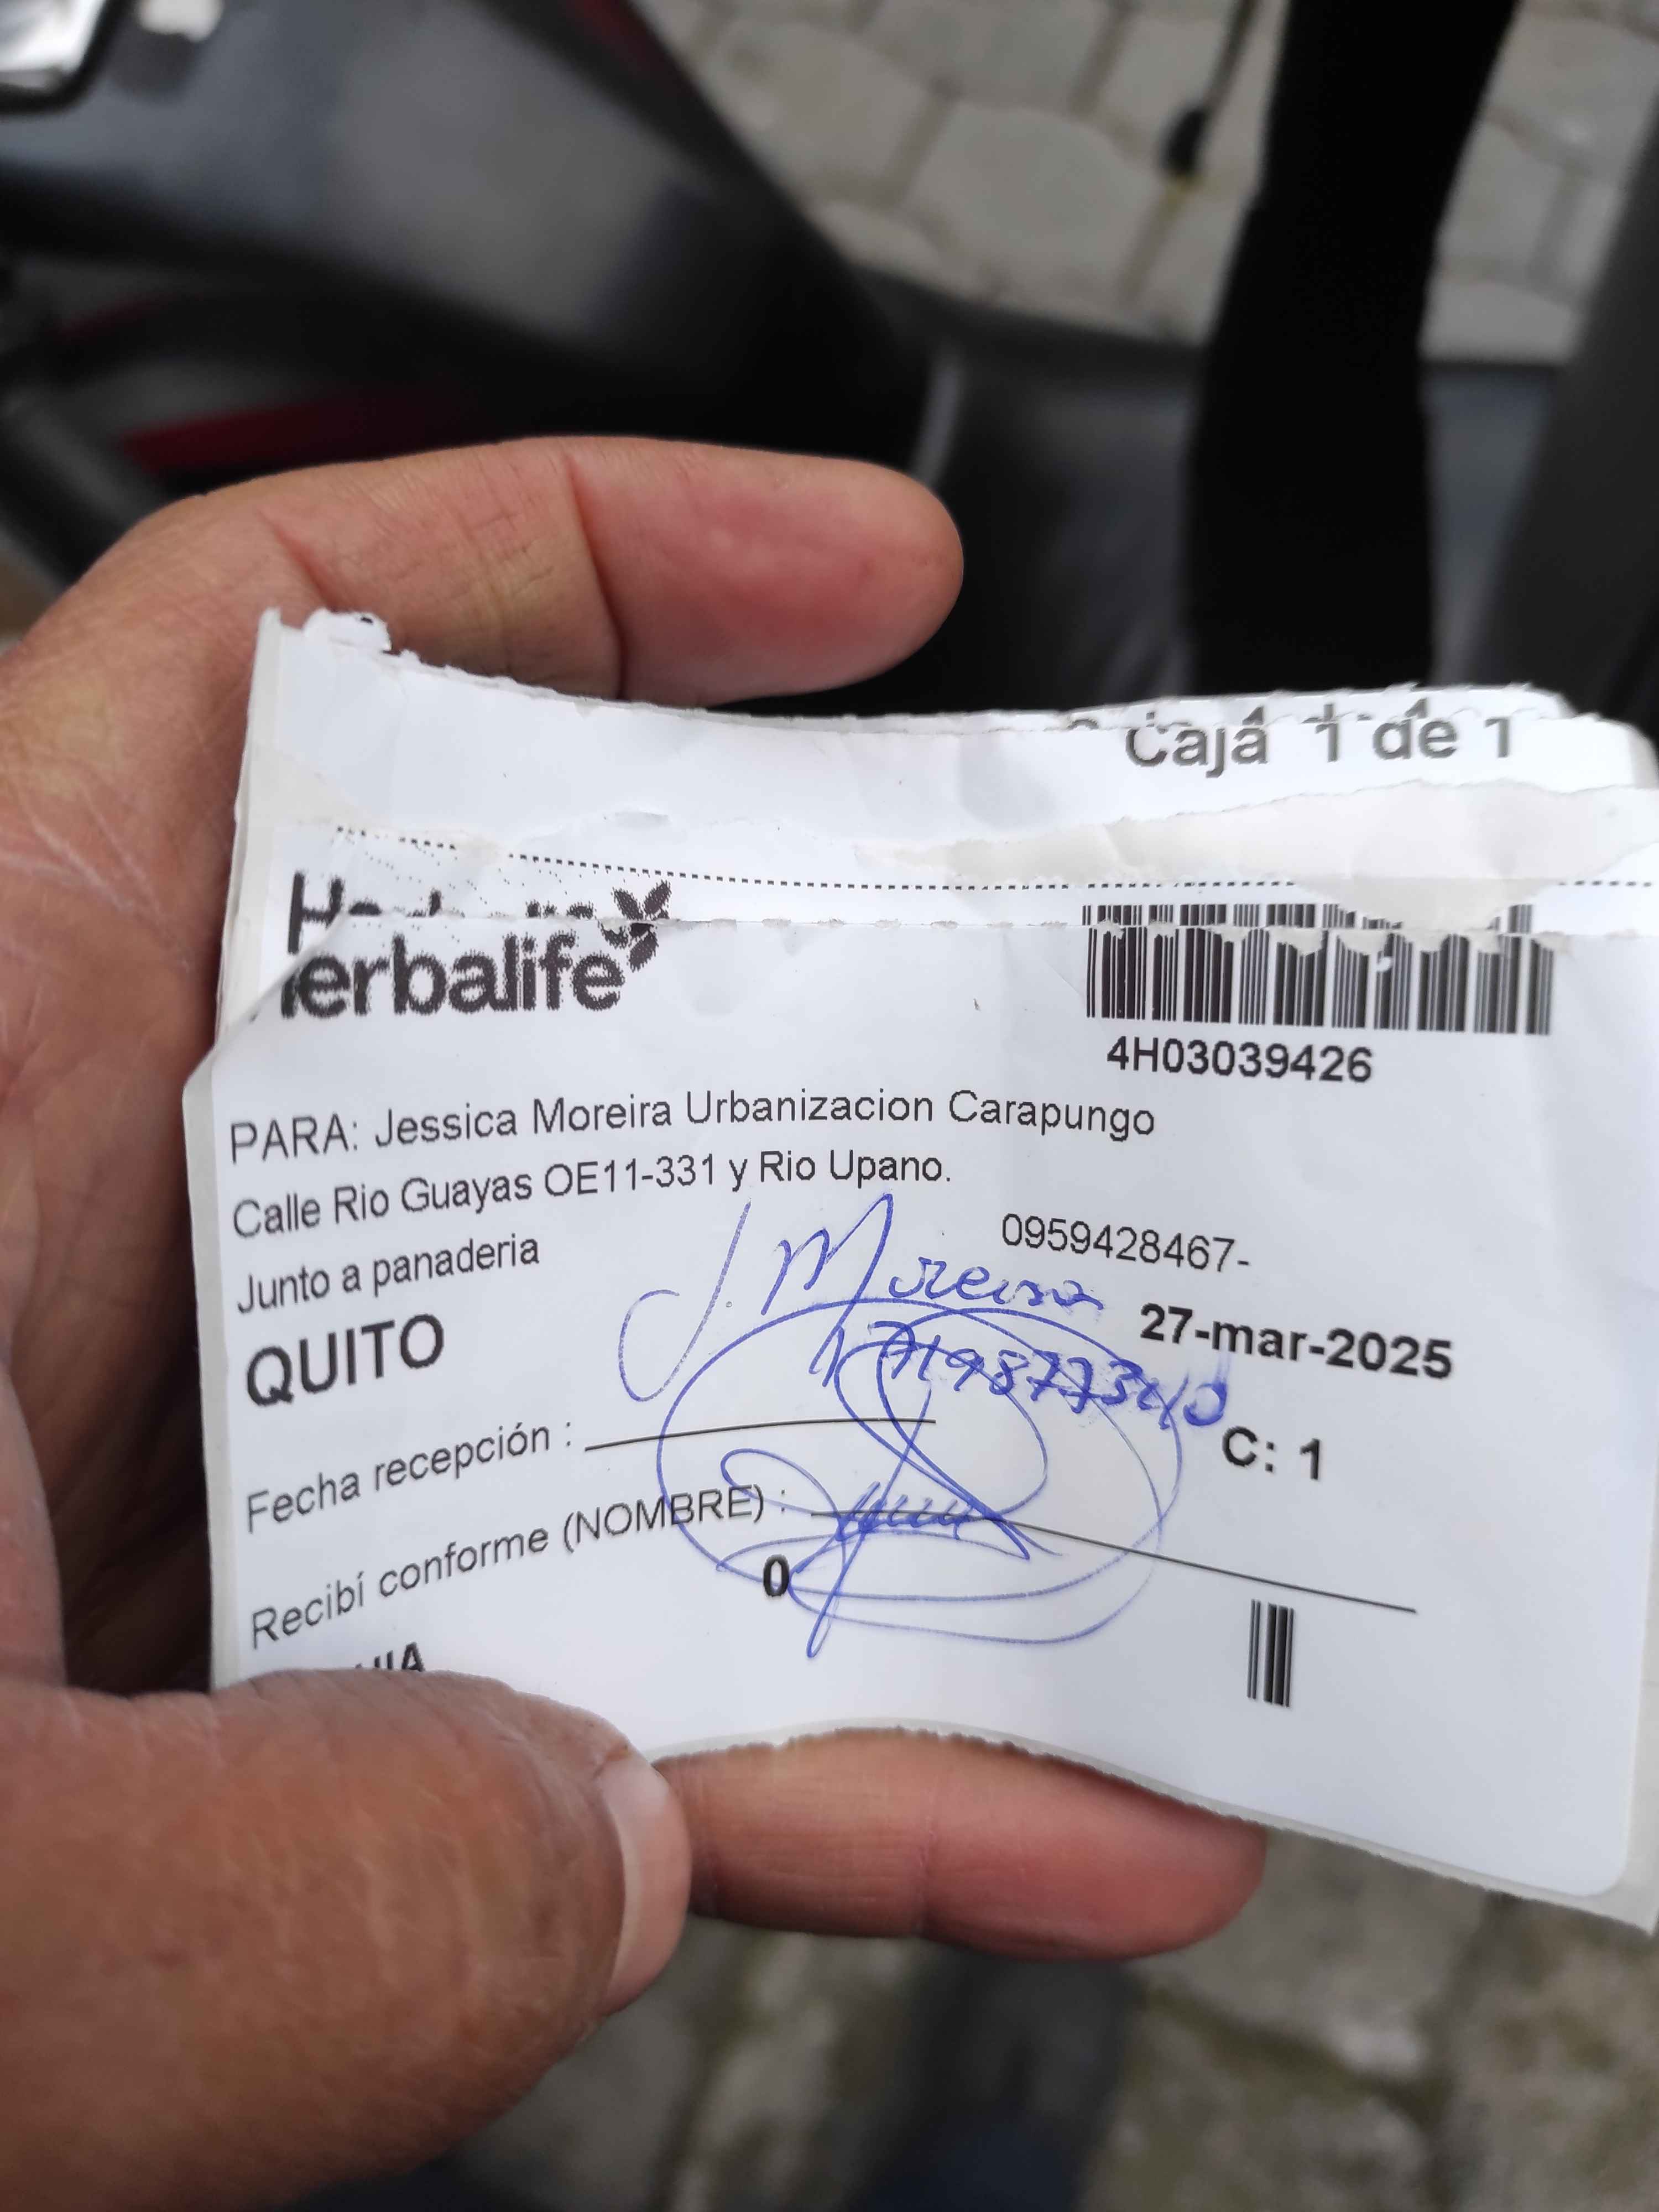 Caja 1 de 1
Herbalife
4H03039426
PARA: Jessica Moreira Urbanizacion Carapungo
Calle Rio Guayas OE11-331 y Rio Upano.
Junto a panaderia
0959428467-
J. Moreira
QUITO
27-mar-2025
Fecha recepción :
C: 1
Recibí conforme (NOMBRE) :
0